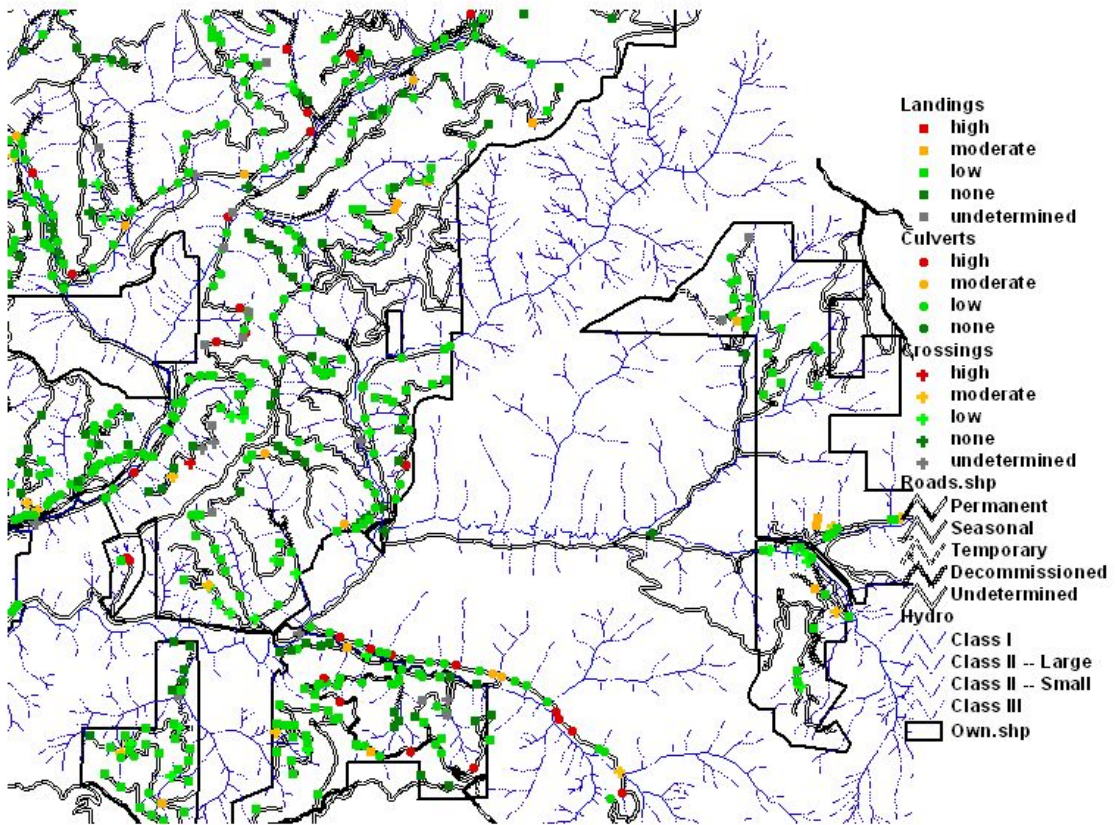 Landings
high
moderate
low
none
undetermined
Culverts
high
moderate
low
none
Crossings
high
moderate
low
none
undetermined
Roads.shp
Permanent
Seasonal
Temporary
Decommissioned
Undetermined
Hydro
Class I
Class II -- Large
Class II -- Small
Class III
Own.shp